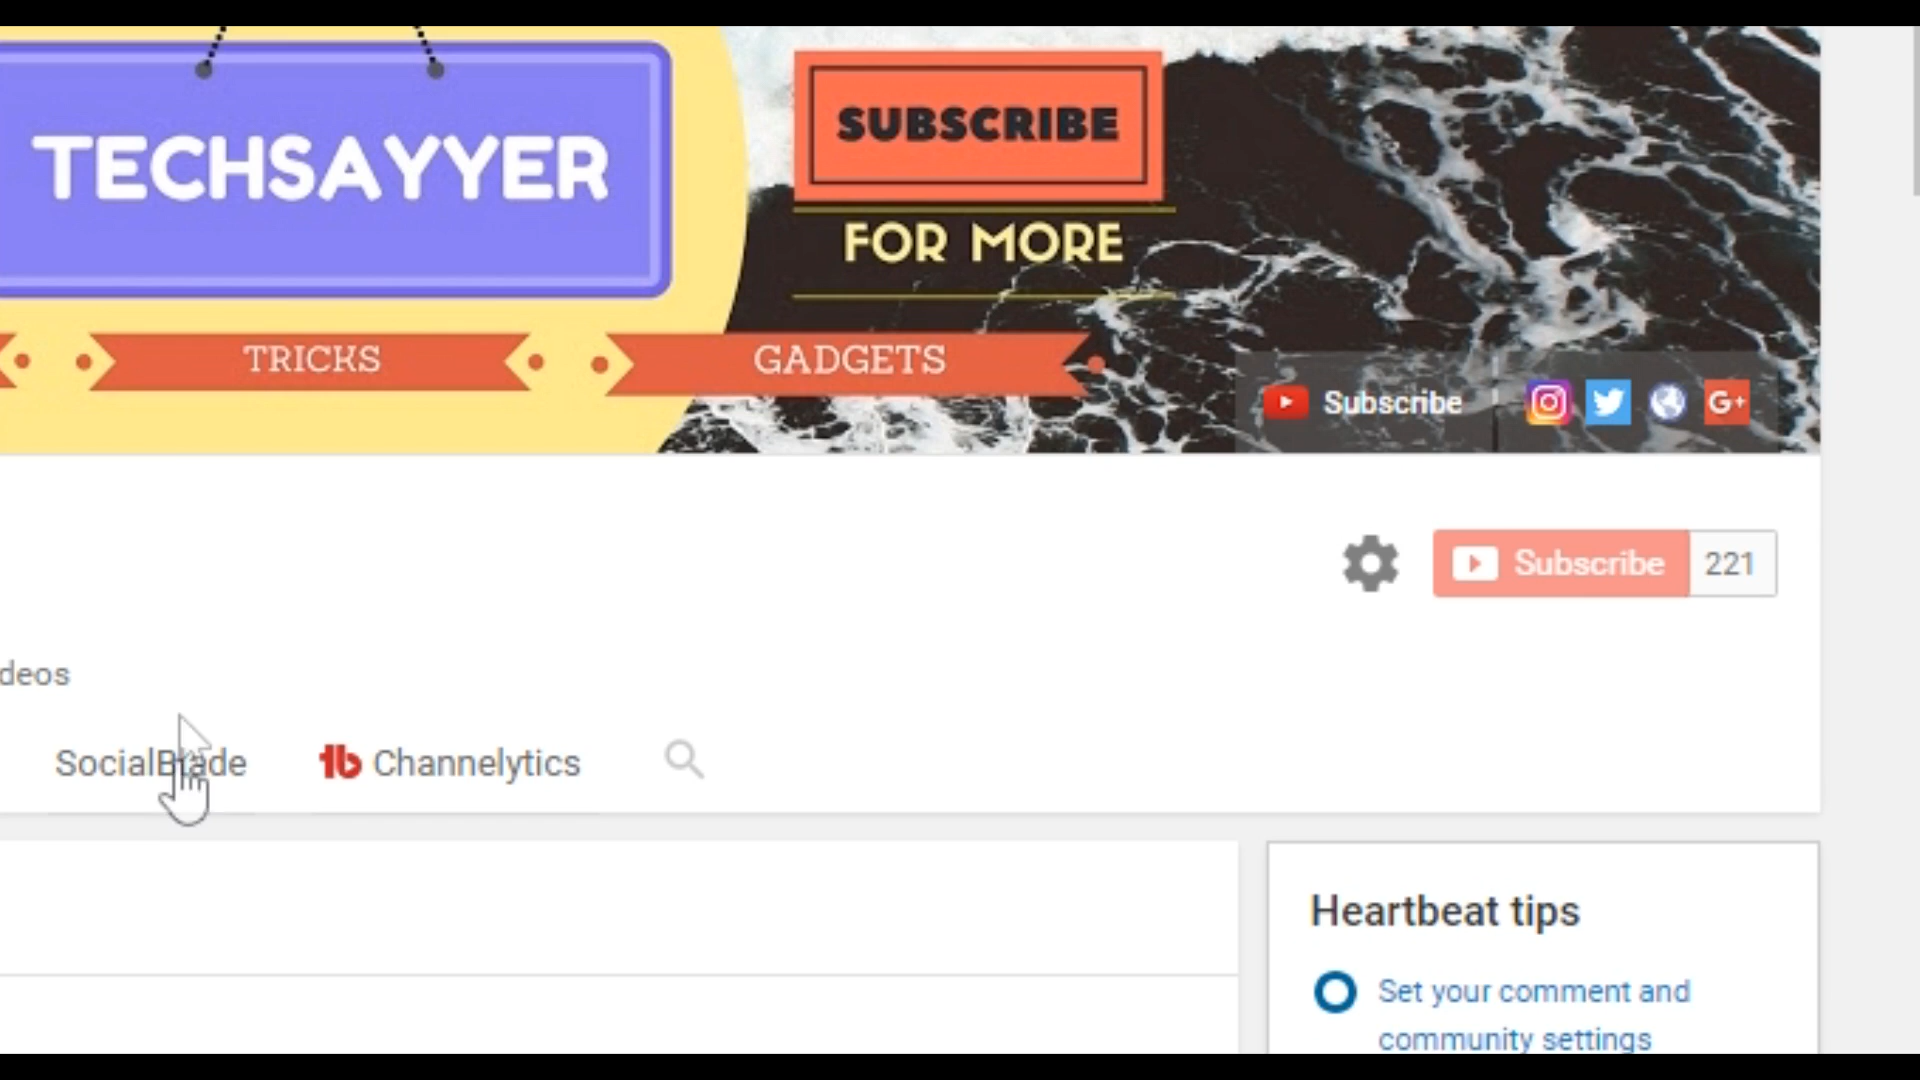 TECHSAYYER
SUBSCRIBE
FOR MORE
TRICKS
GADGETS
Subscribe
G+
Subscribe 221
deos
SocialBlade
Channelytics
Heartbeat tips
Set your comment and
community settings